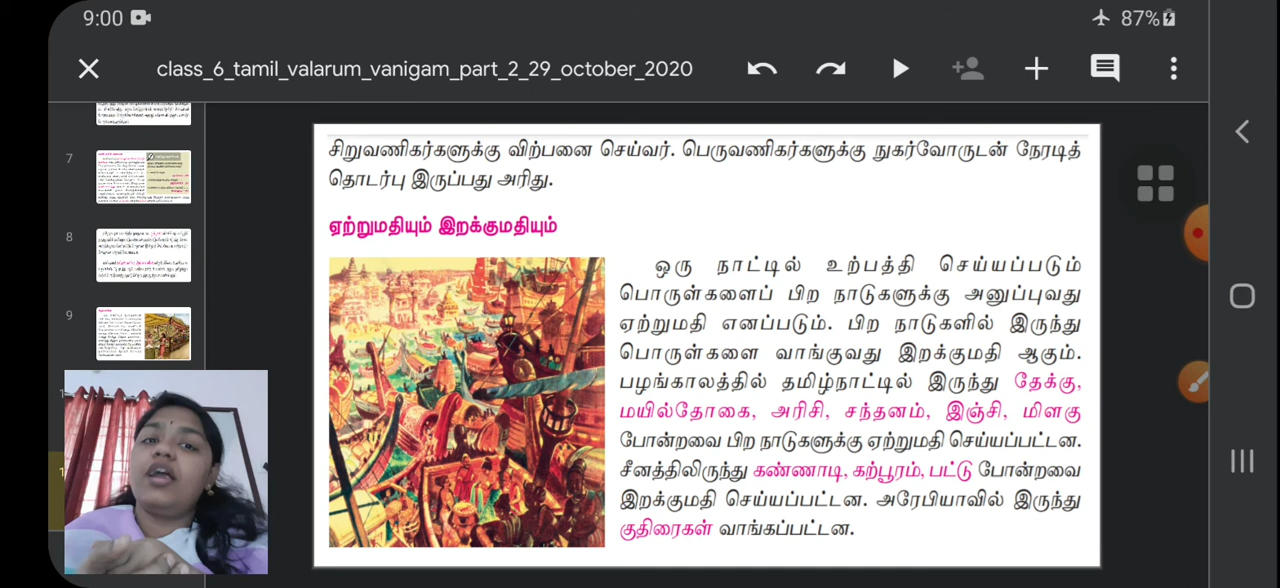 9:00
87%
class_6_tamil_valarum_vanigam_part_2_29_october_2020
7
8
9
சிறுவணிகர்களுக்கு விற்பனை செய்வர். பெருவணிகர்களுக்கு நுகர்வோருடன் நேரடித்
தொடர்பு இருப்பது அரிது.
ஏற்றுமதியும் இறக்குமதியும்
ஒரு நாட்டில் உற்பத்தி செய்யப்படும்
பொருள்களைப் பிற நாடுகளுக்கு அனுப்புவது
ஏற்றுமதி எனப்படும். பிற நாடுகளில் இருந்து
பொருள்களை வாங்குவது இறக்குமதி ஆகும்.
பழங்காலத்தில் தமிழ்நாட்டில் இருந்து தேக்கு,
மயில்தோகை, அரிசி, சந்தனம், இஞ்சி, மிளகு
போன்றவை பிற நாடுகளுக்கு ஏற்றுமதி செய்யப்பட்டன.
சீனத்திலிருந்து கண்ணாடி, கற்பூரம், பட்டு போன்றவை
இறக்குமதி செய்யப்பட்டன. அரேபியாவில் இருந்து
குதிரைகள் வாங்கப்பட்டன.